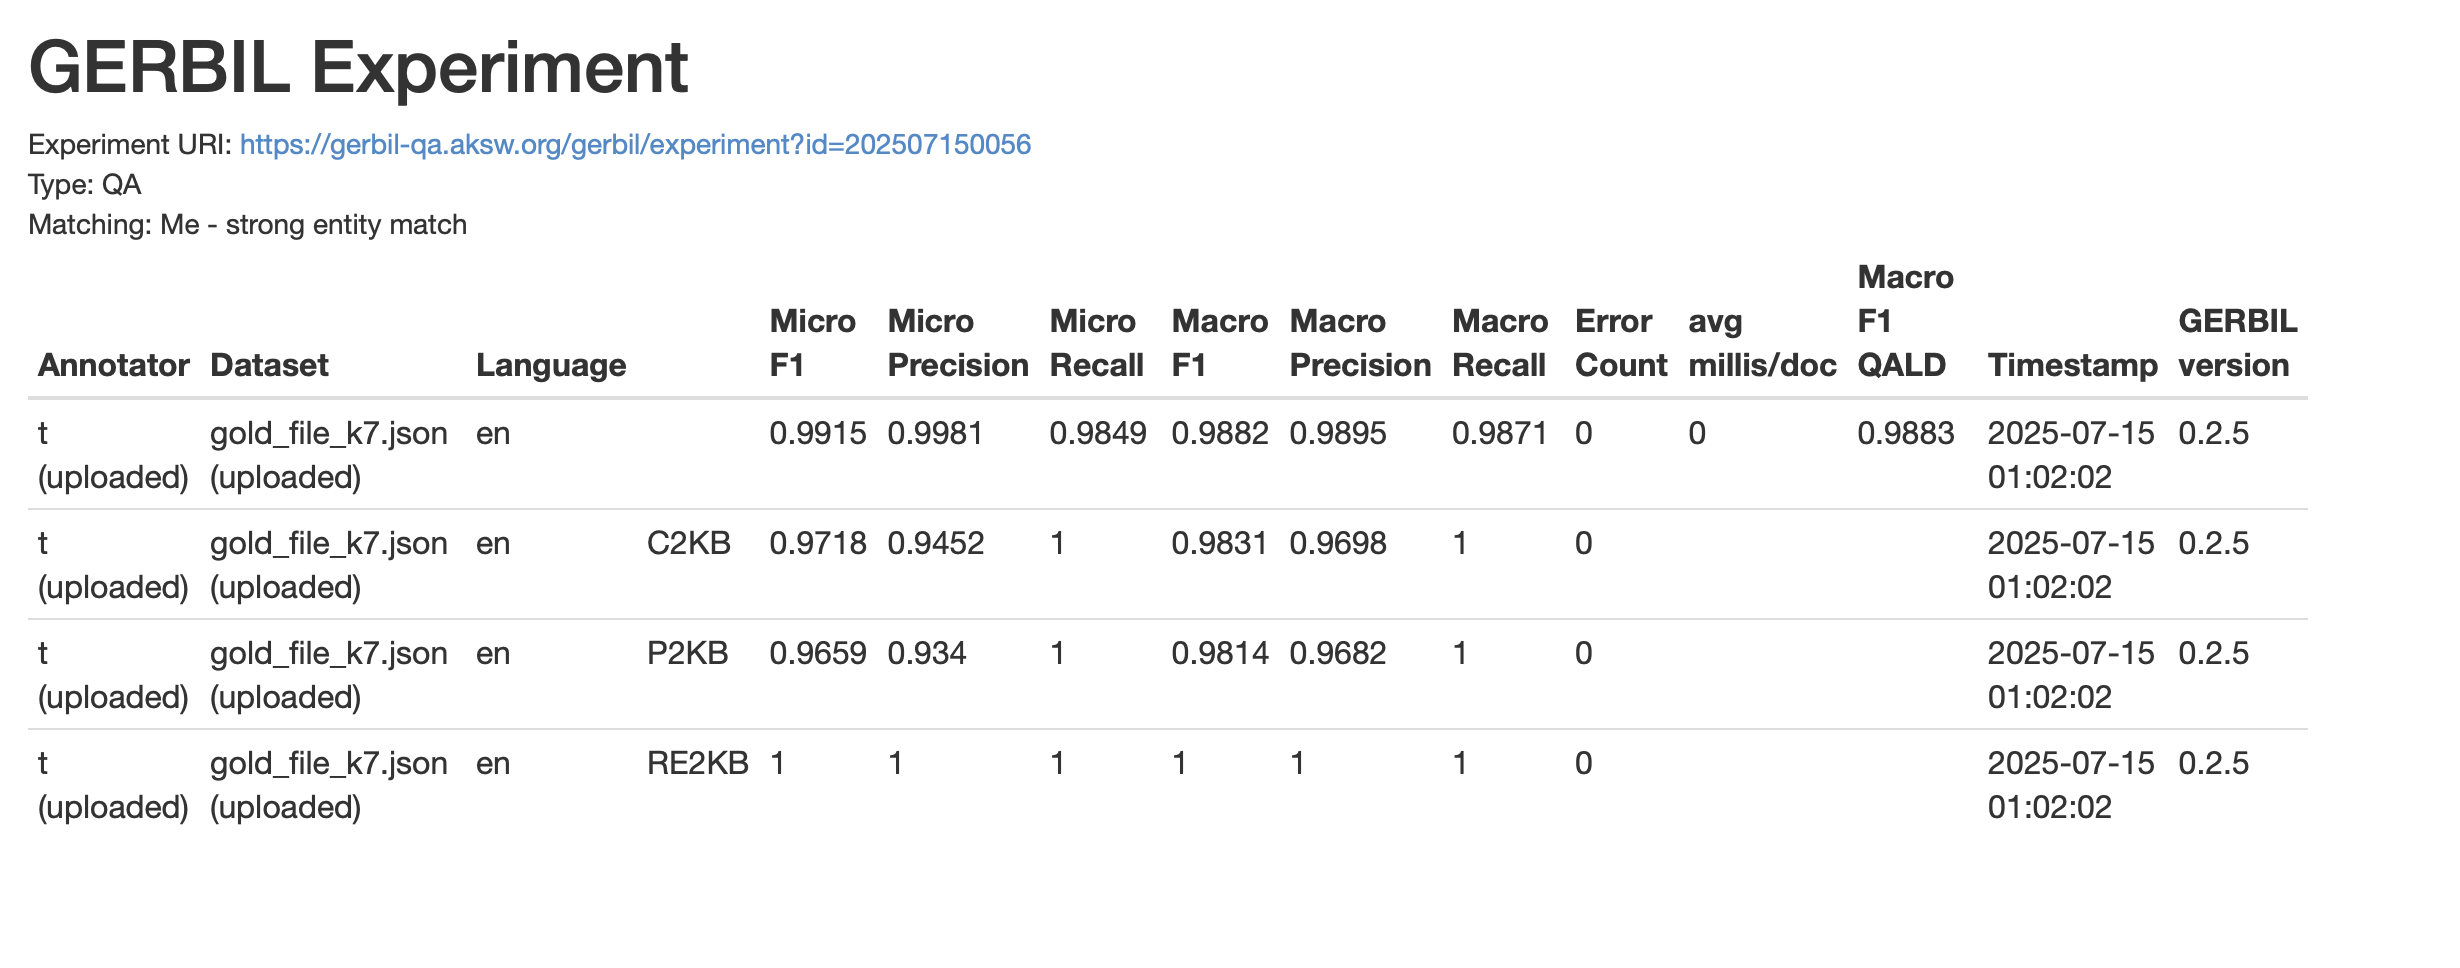 GERBIL Experiment
Experiment URI: https://gerbil-qa.aksw.org/gerbil/experiment?id=202507150056
Type: QA
Matching: Me - strong entity match
Annotator Dataset Language Micro F1 Micro Precision Micro Recall Macro F1 Macro Precision Macro Recall Error Count avg millis/doc Macro F1 QALD Timestamp GERBIL version
t gold_file_k7.json en 0.9915 0.9981 0.9849 0.9882 0.9895 0.9871 0 0 0.9883 2025-07-15 0.2.5
(uploaded) (uploaded) 01:02:02
t gold_file_k7.json en C2KB 0.9718 0.9452 1 0.9831 0.9698 1 0 2025-07-15 0.2.5
(uploaded) (uploaded) 01:02:02
t gold_file_k7.json en P2KB 0.9659 0.934 1 0.9814 0.9682 1 0 2025-07-15 0.2.5
(uploaded) (uploaded) 01:02:02
t gold_file_k7.json en RE2KB 1 1 1 1 1 1 0 2025-07-15 0.2.5
(uploaded) (uploaded) 01:02:02